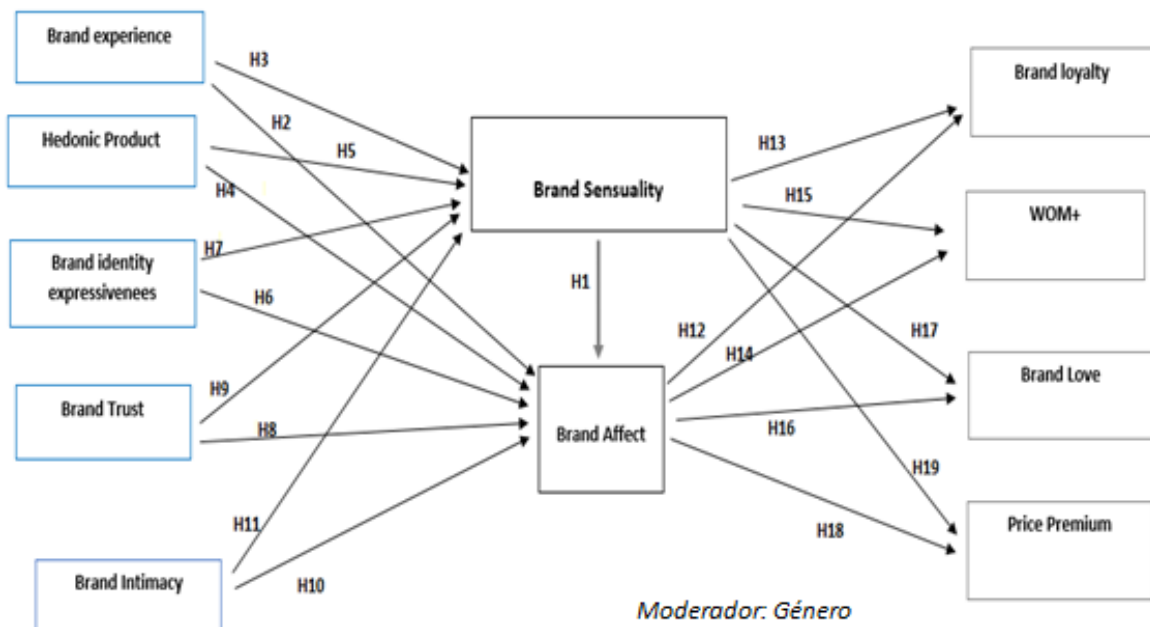 Brand experience
H3
Brand loyalty
H2
Hedonic Product
H5
H13
H4
Brand Sensuality
H15
WOM+
H7
Brand identity
expressivenees
H6
H1
H12
H17
H14
H9
Brand Love
Brand Trust
H8
Brand Affect
H16
H19
H11
H18
Price Premium
Brand Intimacy
H10
Moderador: Género